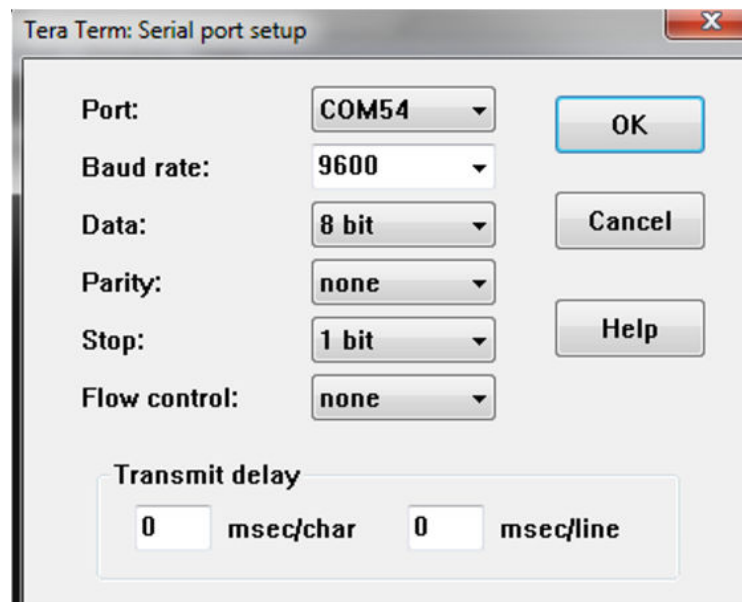 Tera Term: Serial port setup
Port: COM54 OK
Baud rate: 9600
Data: 8 bit Cancel
Parity: none
Stop: 1 bit Help
Flow control: none
Transmit delay
0 msec/char 0 msec/line